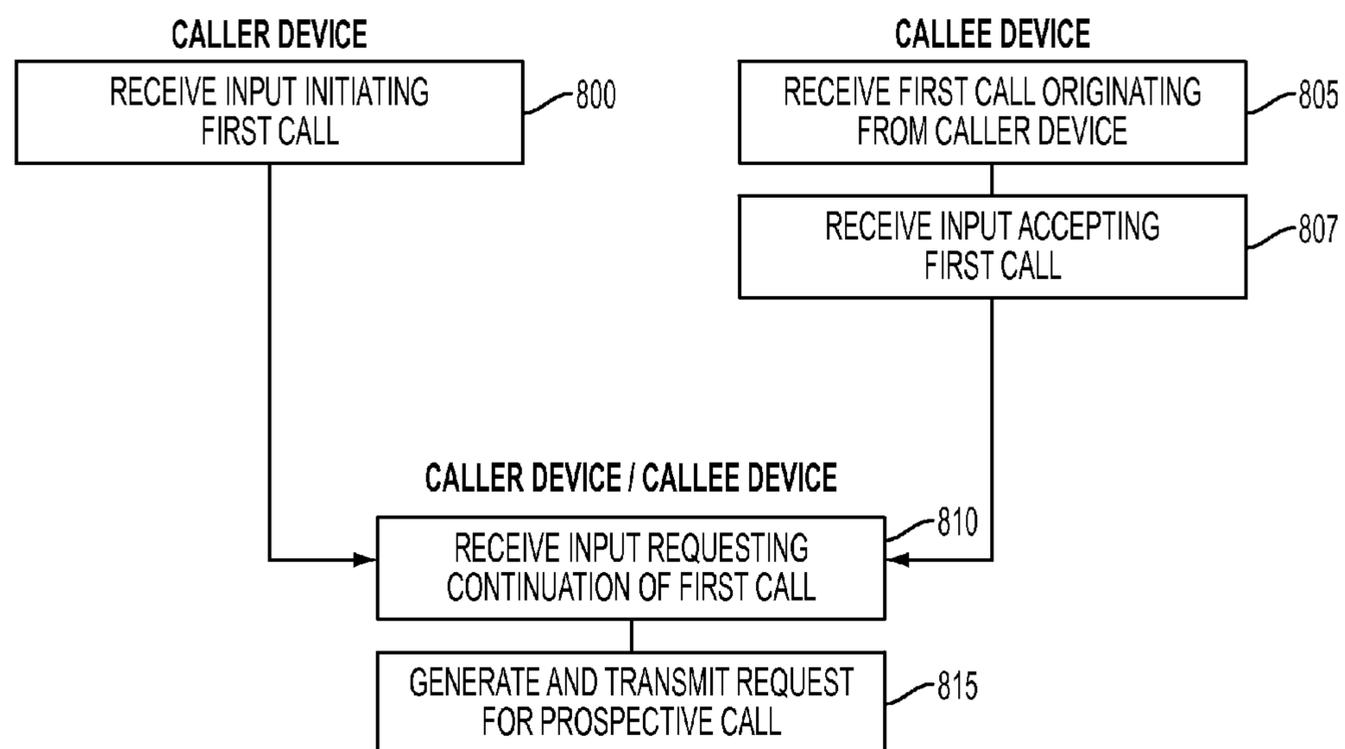 CALLER DEVICE
RECEIVE INPUT INITIATING
FIRST CALL
800
CALLEE DEVICE
RECEIVE FIRST CALL ORIGINATING
FROM CALLER DEVICE
805
RECEIVE INPUT ACCEPTING
FIRST CALL
807
CALLER DEVICE / CALLEE DEVICE
RECEIVE INPUT REQUESTING
CONTINUATION OF FIRST CALL
810
GENERATE AND TRANSMIT REQUEST
FOR PROSPECTIVE CALL
815